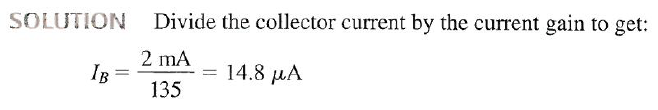 SOLUTION Divide the collector current by the current gain to get:
I_B = 2 mA / 135 = 14.8 μA